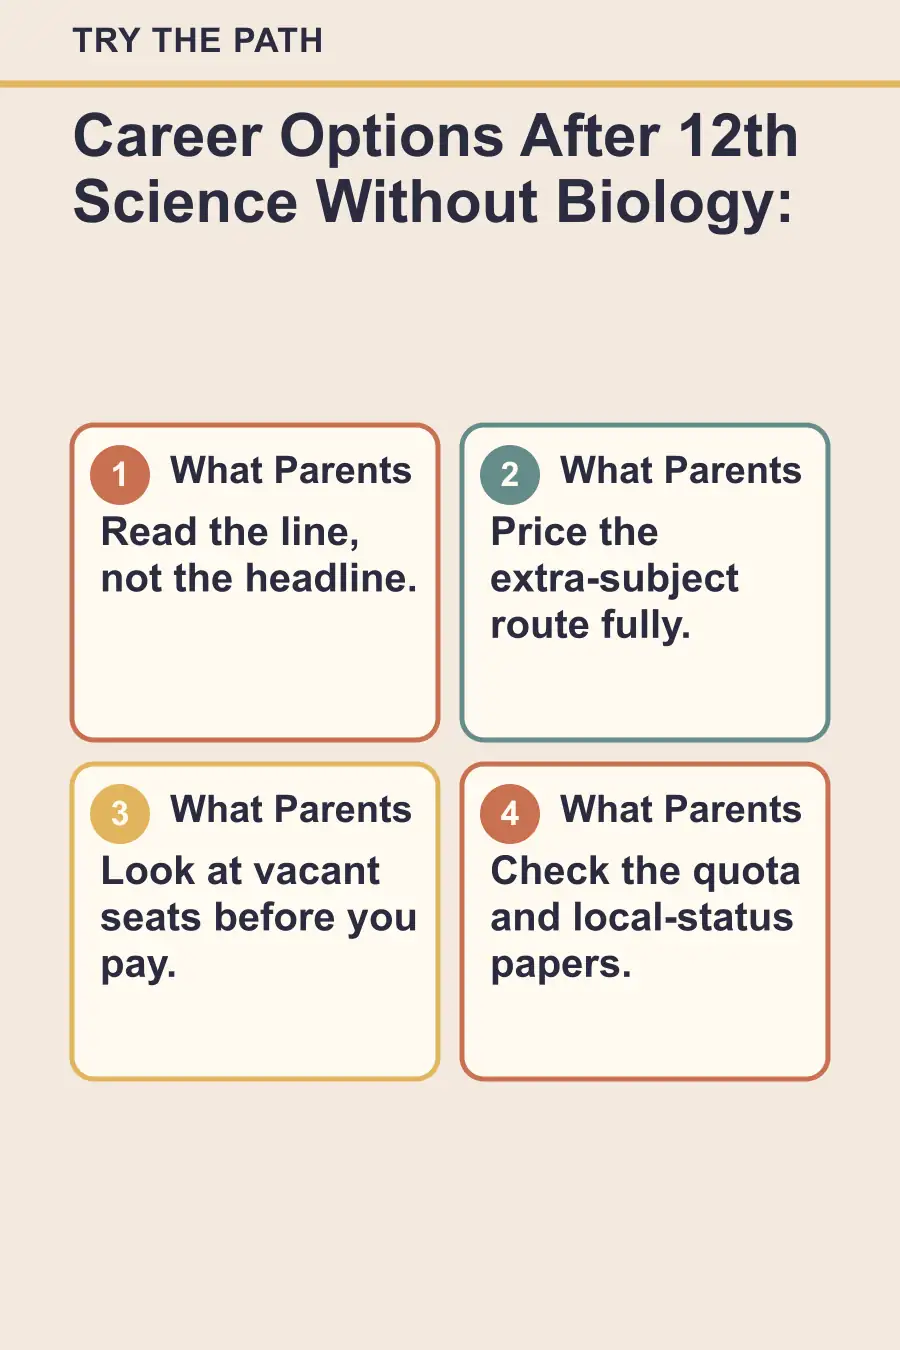 TRY THE PATH
Career Options After 12th
Science Without Biology:
1 What Parents
Read the line,
not the headline.
2 What Parents
Price the
extra-subject
route fully.
3 What Parents
Look at vacant
seats before you
pay.
4 What Parents
Check the quota
and local-status
papers.